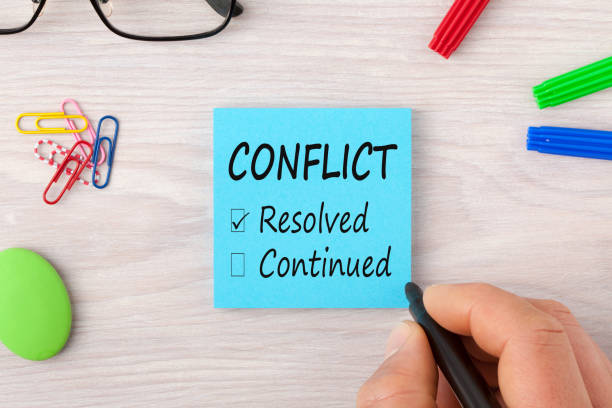 CONFLICT
☑ Resolved
☐ Continued